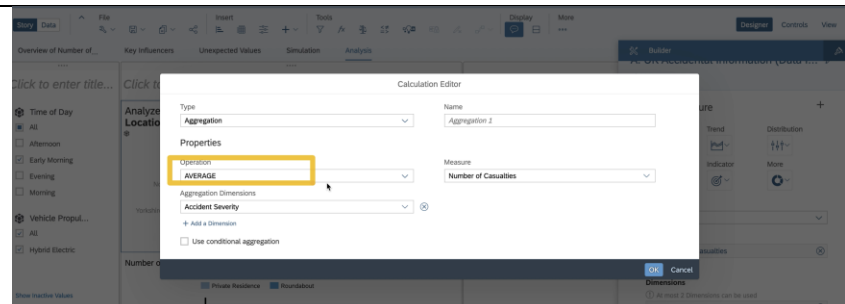 Story Data File Insert Tools Display More Designer Controls View
Overview of Number of... Key Influencers Unexpected Values Simulation Analysis Builder
Click to enter title...
Calculation Editor
Type Name
Aggregation Aggregation 1
Properties
Operation Measure
AVERAGE Number of Casualties
Aggregation Dimensions
Accident Severity
+ Add a Dimension
Use conditional aggregation
OK Cancel
Time of Day
All
Afternoon
Early Morning
Evening
Morning
Vehicle Propul...
All
Hybrid Electric
Show Inactive Values
Analyze
Locatio
Private Residence Roundabout
Trend Distribution
Indicator More
Dimensions
At most 2 Dimensions can be used